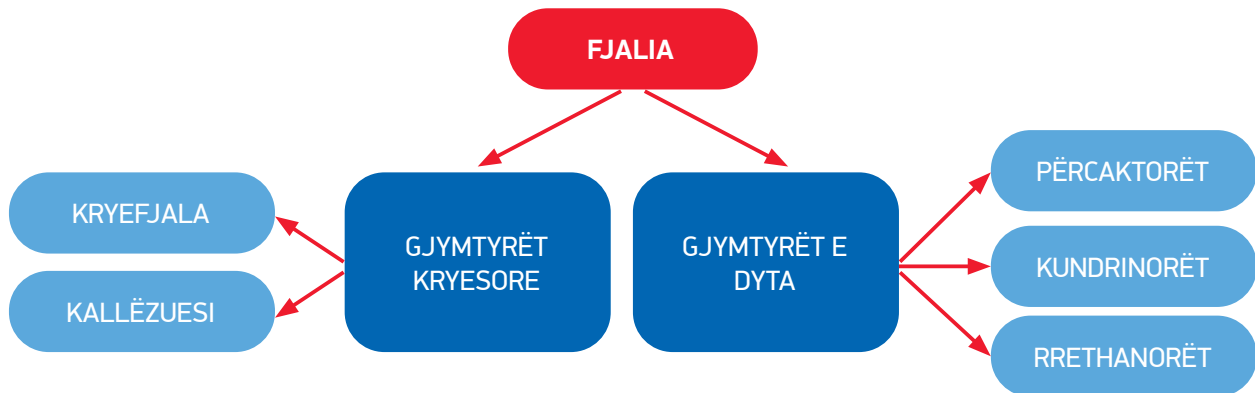 FJALIA
KRYEFJALA
KALLËZUESI
GJYMTYRËT
KRYESORE
GJYMTYRËT E
DYTA
PËRCAKTORËT
KUNDRINORËT
RRETHANORËT